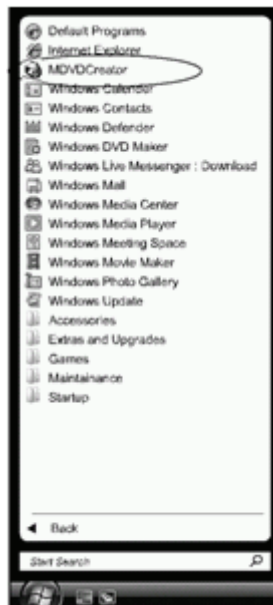 Default Programs
Internet Explorer
MDVDCreator
Windows Calendar
Windows Contacts
Windows Defender
Windows DVD Maker
Windows Live Messenger : Download
Windows Mail
Windows Media Center
Windows Media Player
Windows Meeting Space
Windows Movie Maker
Windows Photo Gallery
Windows Update
Accessories
Extras and Upgrades
Games
Maintainance
Startup
Back
Start Search